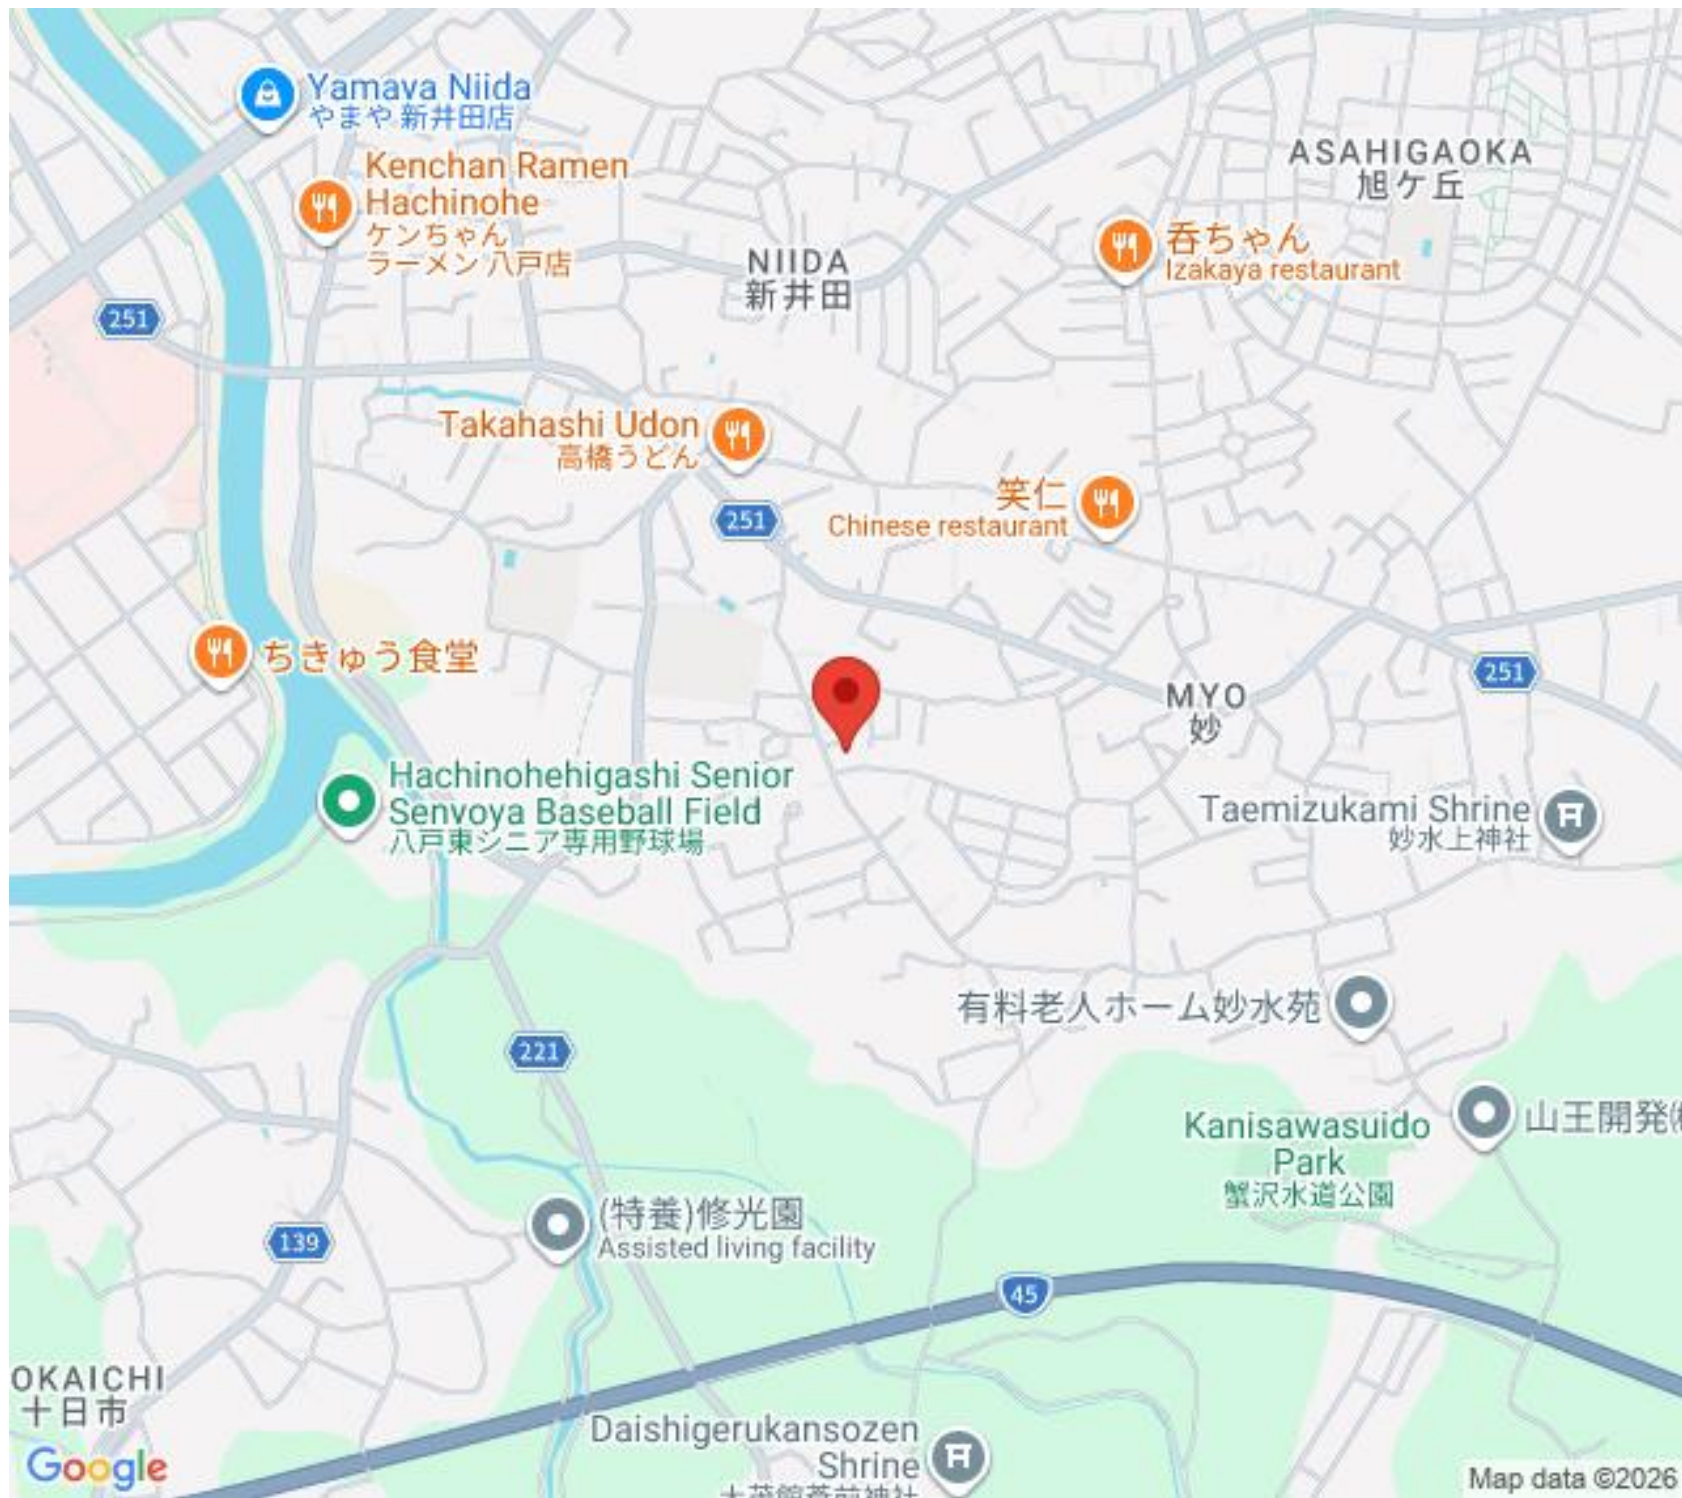 Yamava Niida
やまや 新井田店
Kenchan Ramen
Hachinohe
ケンちゃん
ラーメン 八戸店
ASAHIGAOKA
旭ケ丘
NIIDA
新井田
呑ちゃん
Izakaya restaurant
251
Takahashi Udon
高橋うどん
251
笑仁
Chinese restaurant
ちきゅう食堂
251
MYO
妙
Hachinohehigashi Senior
Senvoya Baseball Field
八戸東シニア専用野球場
Taemizukami Shrine
妙水上神社
有料老人ホーム妙水苑
221
Kanisawasuido
Park
蟹沢水道公園
山王開発
(特養)修光園
Assisted living facility
139
45
OKAICHI
十日市
Daishigerukansozen
Shrine
Google
Map data ©2026